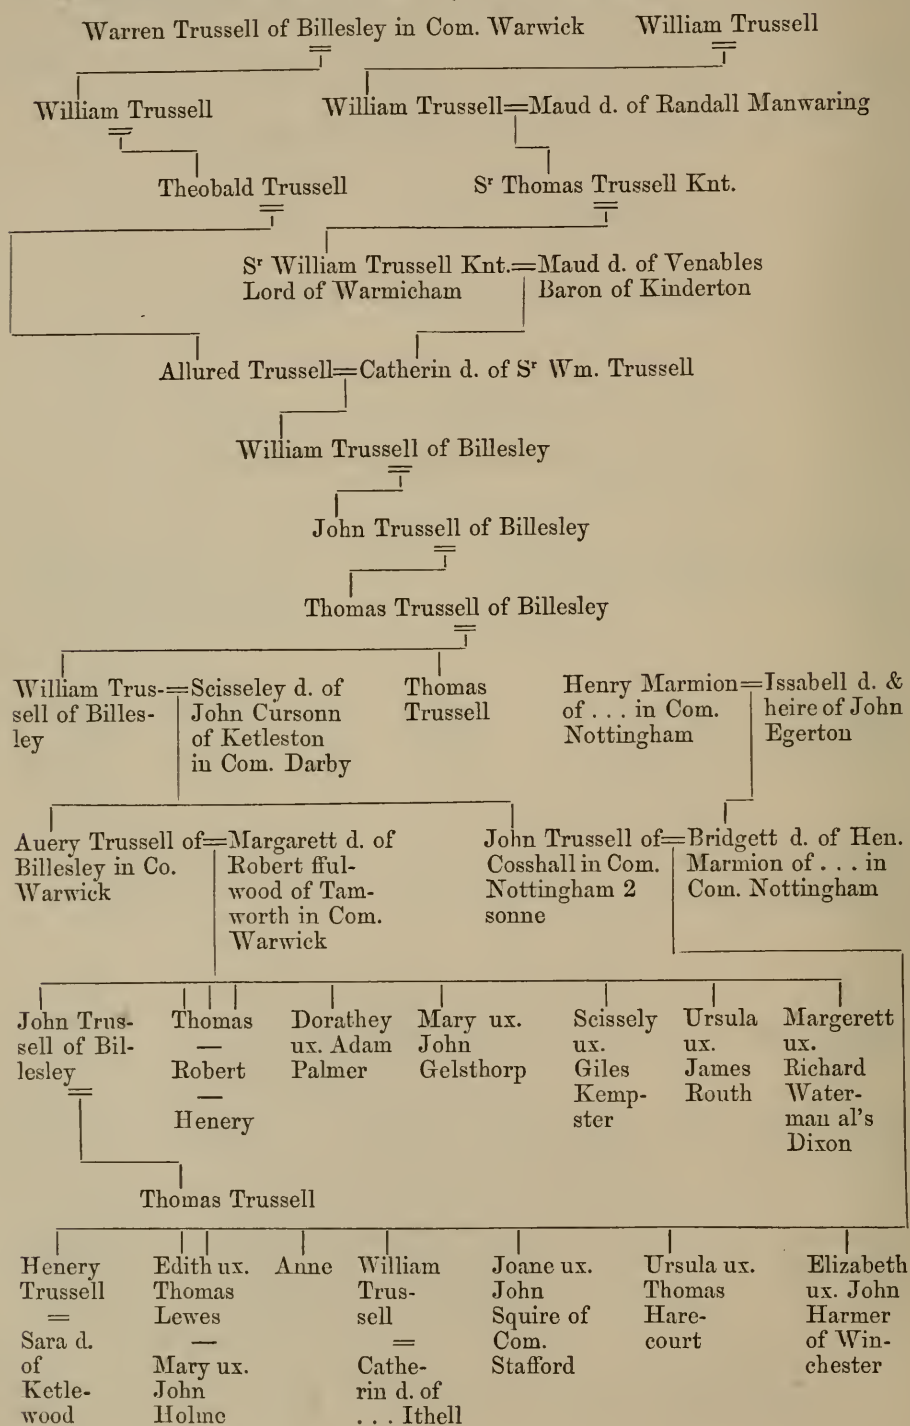 Warren Trussell of Billesley in Com. Warwick
William Trussell
=
=
William Trussell
William Trussell=Maud d. of Randall Manwaring
=
Theobald Trussell
Sʳ Thomas Trussell Knt.
=
=
Sʳ William Trussell Knt.=Maud d. of Venables
Lord of Warmicham
Baron of Kinderton
Allured Trussell=Catherin d. of Sʳ Wm. Trussell
William Trussell of Billesley
=
John Trussell of Billesley
=
Thomas Trussell of Billesley
=
William Trus-=Scisseley d. of
sell of Billes-
ley
John Cursonn
of Ketleston
in Com. Darby
Thomas
Trussell
Henry Marmion=Issabell d. &
of . . . in Com.
Nottingham
heire of John
Egerton
Auery Trussell of=Margarett d. of
Billesley in Co.
Warwick
Robert fful-
wood of Tam-
worth in Com.
Warwick
John Trussell of=Bridgett d. of Hen.
Cosshall in Com.
Nottingham 2
sonne
Marmion of . . . in
Com. Nottingham
John Trus-
sell of Bil-
lesley
=
Thomas
—
Robert
—
Henery
Dorathey
ux. Adam
Palmer
Mary ux.
John
Gelsthorp
Scissely
ux.
Giles
Kemp-
ster
Ursula
ux.
James
Routh
Margerett
ux.
Richard
Water-
man al's
Dixon
Thomas Trussell
Henery
Trussell
=
Sara d.
of
Ketle-
wood
Edith ux.
Thomas
Lewes
—
Mary ux.
John
Holme
Anne
William
Trus-
sell
=
Cathe-
rin d. of
. . . Ithell
Joane ux.
John
Squire of
Com.
Stafford
Ursula ux.
Thomas
Hare-
court
Elizabeth
ux. John
Harmer
of Win-
chester